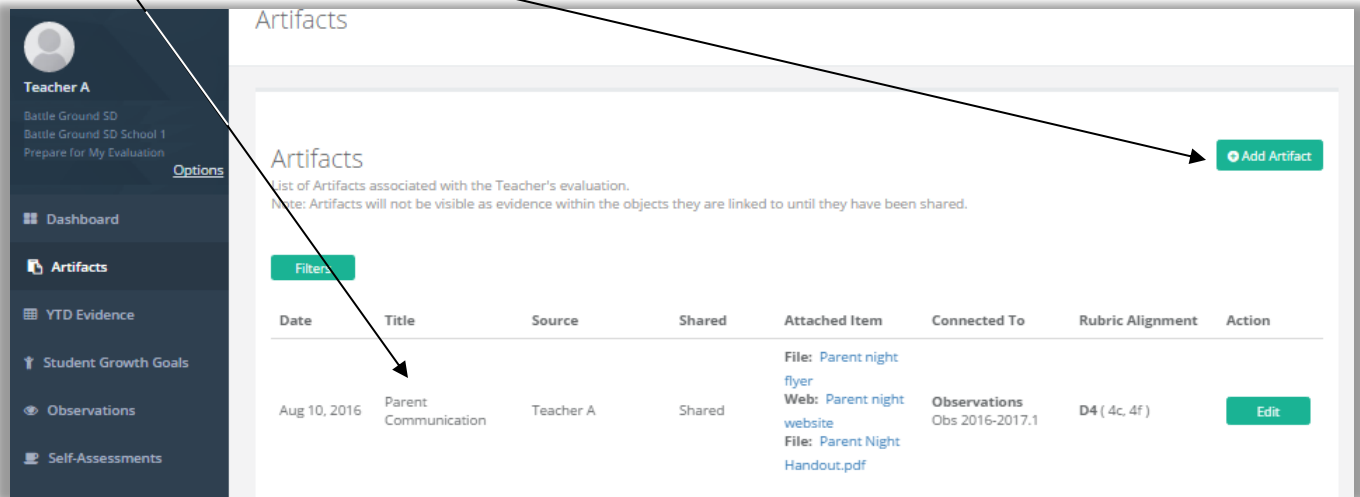 Artifacts
Teacher A
Battle Ground SD
Battle Ground SD School 1
Prepare for My Evaluation
Options
Dashboard
Artifacts
YTD Evidence
Student Growth Goals
Observations
Self-Assessments
Artifacts
Add Artifact
List of Artifacts associated with the Teacher's evaluation.
Note: Artifacts will not be visible as evidence within the objects they are linked to until they have been shared.
Filters
Date Title Source Shared Attached Item Connected To Rubric Alignment Action
Aug 10, 2016
Parent
Communication
Teacher A
Shared
File: Parent night
flyer
Web: Parent night
website
File: Parent Night
Handout.pdf
Observations
Obs 2016-2017.1
D4 ( 4c, 4f )
Edit